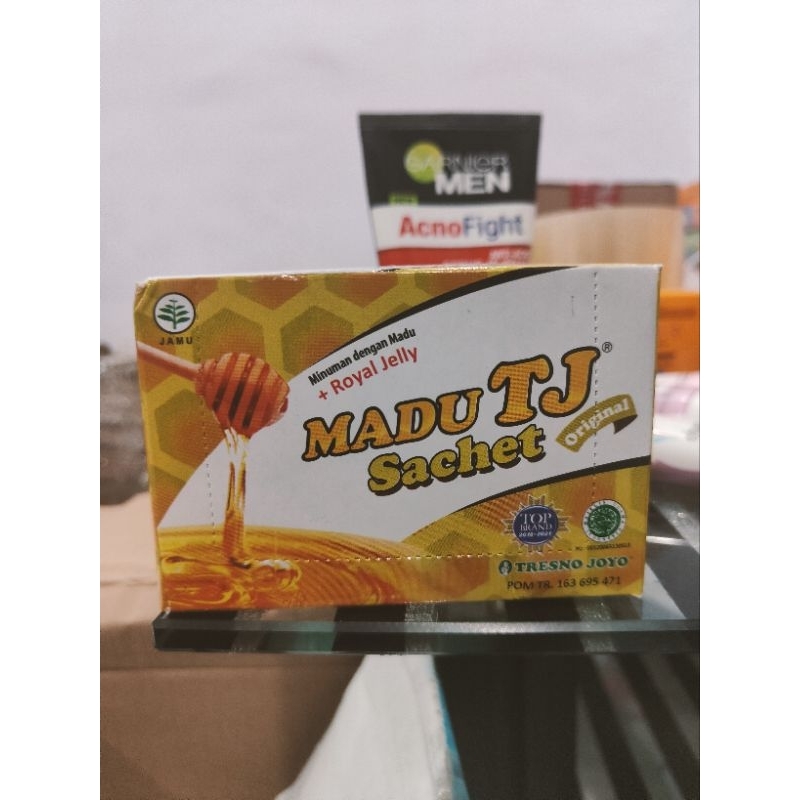 GARNIER
MEN
AcnoFight
JAMU
Minuman dengan Madu
+ Royal Jelly
MADU TJ®
Sachet
Original
TOP
BRAND
TRESNO JOYO
POM TR. 163 695 471